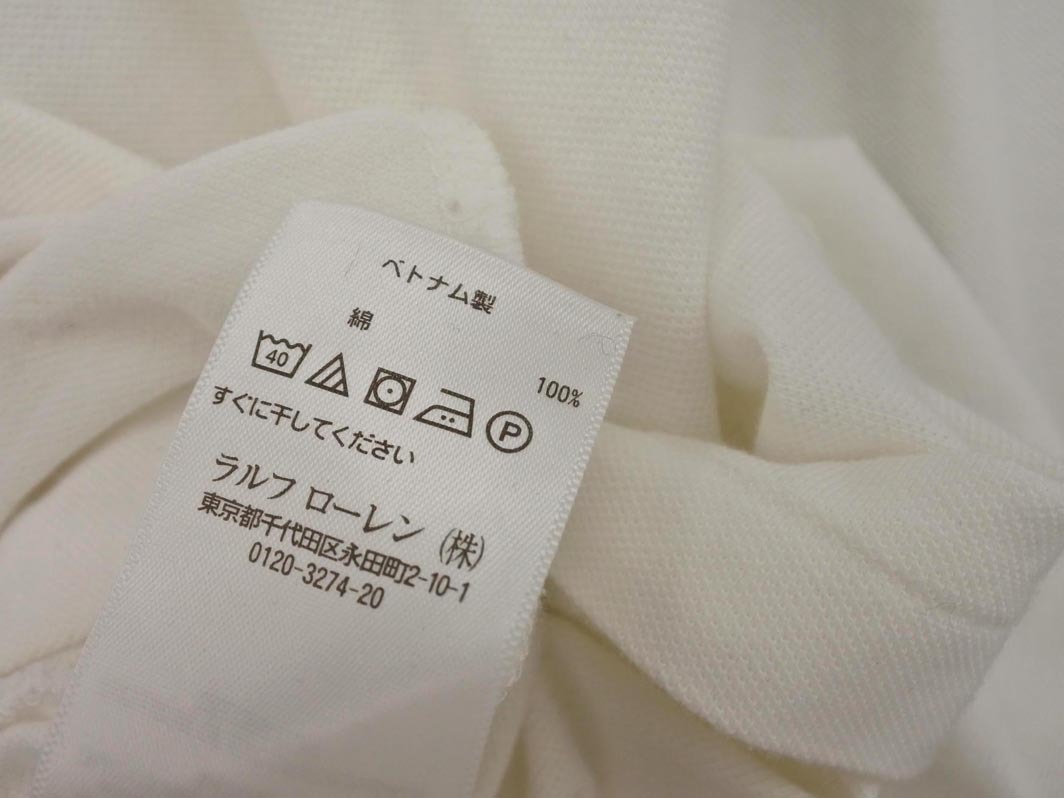 ベトナム製
綿 100%
40 P
すぐに干してください
ラルフ ローレン (株)
東京都千代田区永田町2-10-1
0120-3274-20